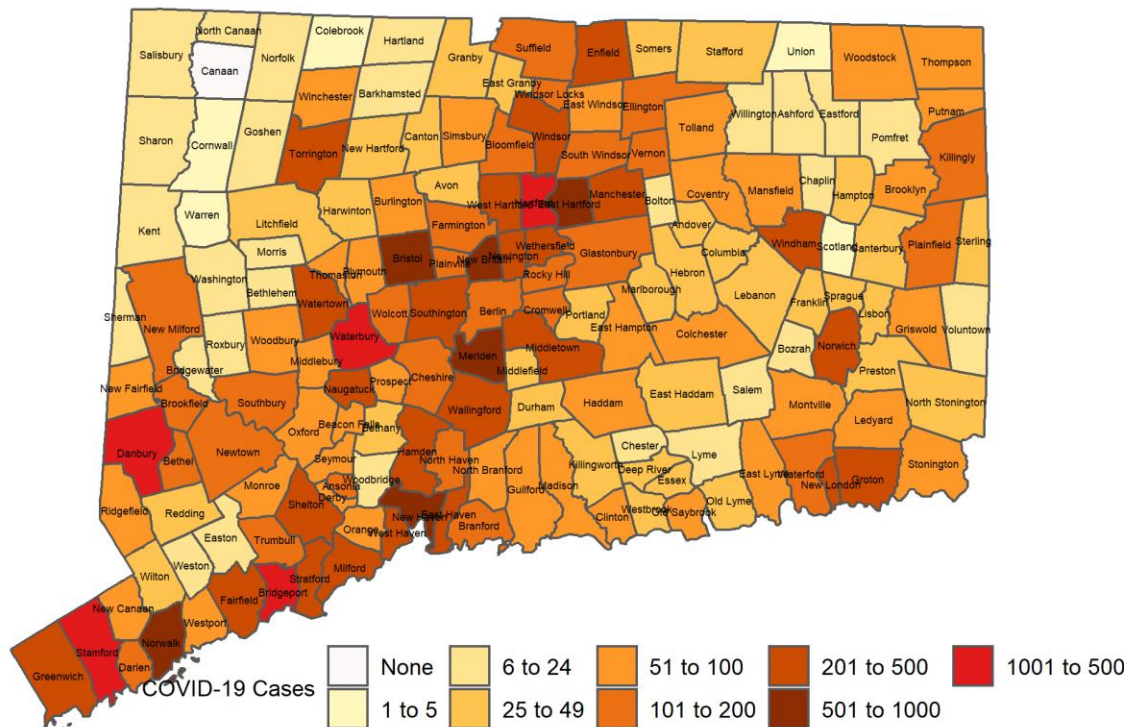 North Canaan
Colebrook
Hartland
Suffield
Enfield
Somers
Stafford
Union
Woodstock
Thompson
Salisbury
Canaan
Norfolk
Granby
East Granby
Windsor Locks
Winchester
Barkhamsted
East Windsor
Ellington
Putnam
Sharon
Cornwall
Goshen
Torrington
New Hartford
Canton
Simsbury
Bloomfield
Windsor
South Windsor
Vernon
Tolland
Willington
Ashford
Eastford
Pomfret
Killingly
Kent
Warren
Litchfield
Harwinton
Burlington
Avon
Farmington
West Hartford
Hartford
East Hartford
Manchester
Bolton
Coventry
Mansfield
Chaplin
Hampton
Brooklyn
Andover
Columbia
Windham
Scotland
Canterbury
Plainfield
Sterling
Morris
Washington
Bethlehem
Thomaston
Plymouth
Bristol
Plainville
New Britain
Newington
Wethersfield
Rocky Hill
Glastonbury
Marlborough
Hebron
Lebanon
Franklin
Sprague
Lisbon
Griswold
Voluntown
Sherman
New Milford
Roxbury
Woodbury
Watertown
Waterbury
Wolcott
Southington
Berlin
Cromwell
Portland
East Hampton
Colchester
Bozrah
Norwich
Preston
Bridgewater
Middlebury
Naugatuck
Prospect
Cheshire
Meriden
Middletown
Middlefield
New Fairfield
Brookfield
Southbury
Oxford
Beacon Falls
Bethany
Wallingford
Durham
Haddam
East Haddam
Salem
Montville
Ledyard
North Stonington
Danbury
Bethel
Newtown
Seymour
Woodbridge
Hamden
North Haven
North Branford
Guilford
Madison
Killingworth
Chester
Deep River
Essex
Lyme
East Lyme
Waterford
New London
Groton
Stonington
Ridgefield
Redding
Monroe
Shelton
Ansonia
Derby
Orange
New Haven
East Haven
West Haven
Branford
Clinton
Westbrook
Old Saybrook
Old Lyme
Easton
Trumbull
Wilton
Weston
Fairfield
Bridgeport
Stratford
Milford
New Canaan
Westport
Norwalk
Darien
Stamford
Greenwich
COVID-19 Cases
None
6 to 24
51 to 100
201 to 500
1001 to 500
1 to 5
25 to 49
101 to 200
501 to 1000